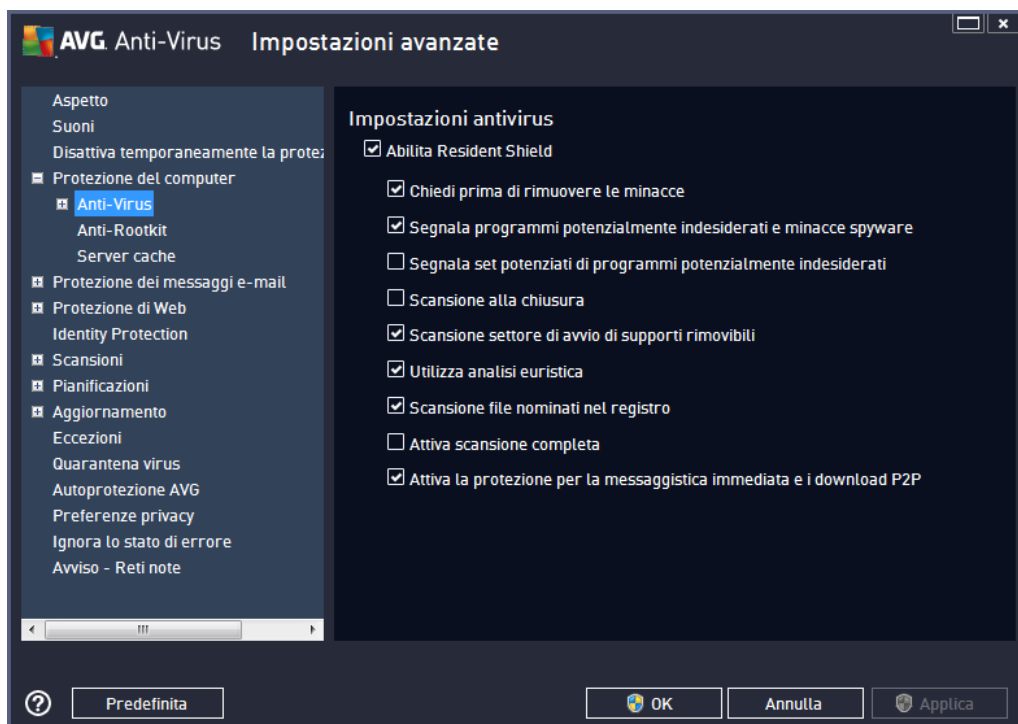 AVG. Anti-Virus Impostazioni avanzate
Aspetto
Suoni
Disattiva temporaneamente la protez
Protezione del computer
Anti-Virus
Anti-Rootkit
Server cache
Protezione dei messaggi e-mail
Protezione di Web
Identity Protection
Scansioni
Pianificazioni
Aggiornamento
Eccezioni
Quarantena virus
Autoprotezione AVG
Preferenze privacy
Ignora lo stato di errore
Avviso - Reti note
Impostazioni antivirus
Abilita Resident Shield
Chiedi prima di rimuovere le minacce
Segnala programmi potenzialmente indesiderati e minacce spyware
Segnala set potenziati di programmi potenzialmente indesiderati
Scansione alla chiusura
Scansione settore di avvio di supporti rimovibili
Utilizza analisi euristica
Scansione file nominati nel registro
Attiva scansione completa
Attiva la protezione per la messaggistica immediata e i download P2P
Predefinita
OK
Annulla
Applica